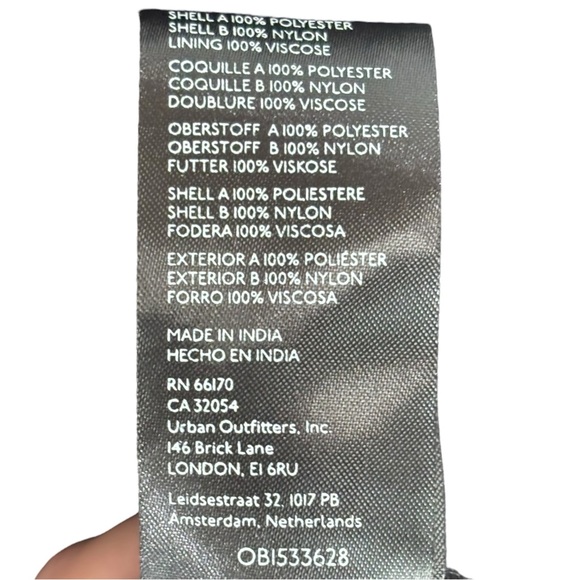 SHELL A 100% POLYESTER
SHELL B 100% NYLON
LINING 100% VISCOSE
COQUILLE A 100% POLYESTER
COQUILLE B 100% NYLON
DOUBLURE 100% VISCOSE
OBERSTOFF A 100% POLYESTER
OBERSTOFF B 100% NYLON
FUTTER 100% VISKOSE
SHELL A 100% POLIESTERE
SHELL B 100% NYLON
FODERA 100% VISCOSA
EXTERIOR A 100% POLIÉSTER
EXTERIOR B 100% NYLON
FORRO 100% VISCOSA
MADE IN INDIA
HECHO EN INDIA
RN 66170
CA 32054
Urban Outfitters, Inc.
146 Brick Lane
LONDON, E1 6RU
Leidsestraat 32, 1017 PB
Amsterdam, Netherlands
OB1533628